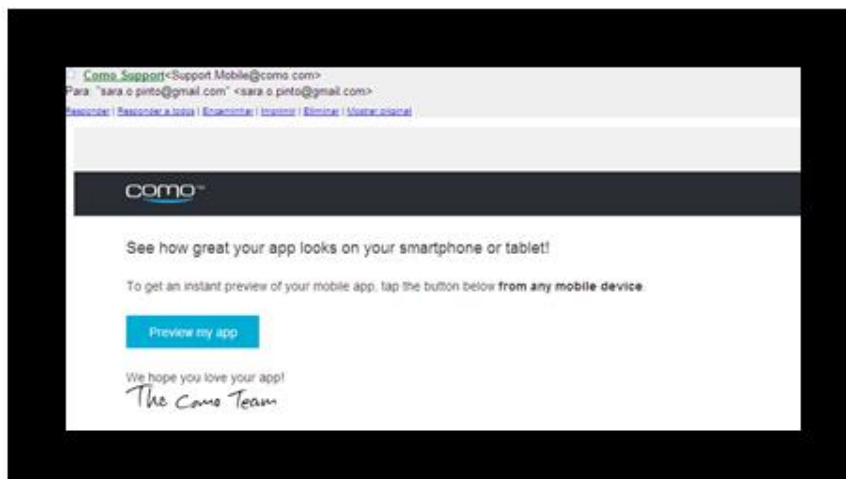 Como Support<Support.Mobile@como.com>
Para: "sara.o.pinto@gmail.com" <sara.o.pinto@gmail.com>
Responder | Responder a todos | Encaminhar | Imprimir | Eliminar | Mostrar original
como™
See how great your app looks on your smartphone or tablet!
To get an instant preview of your mobile app, tap the button below from any mobile device.
Preview my app
We hope you love your app!
The Como Team